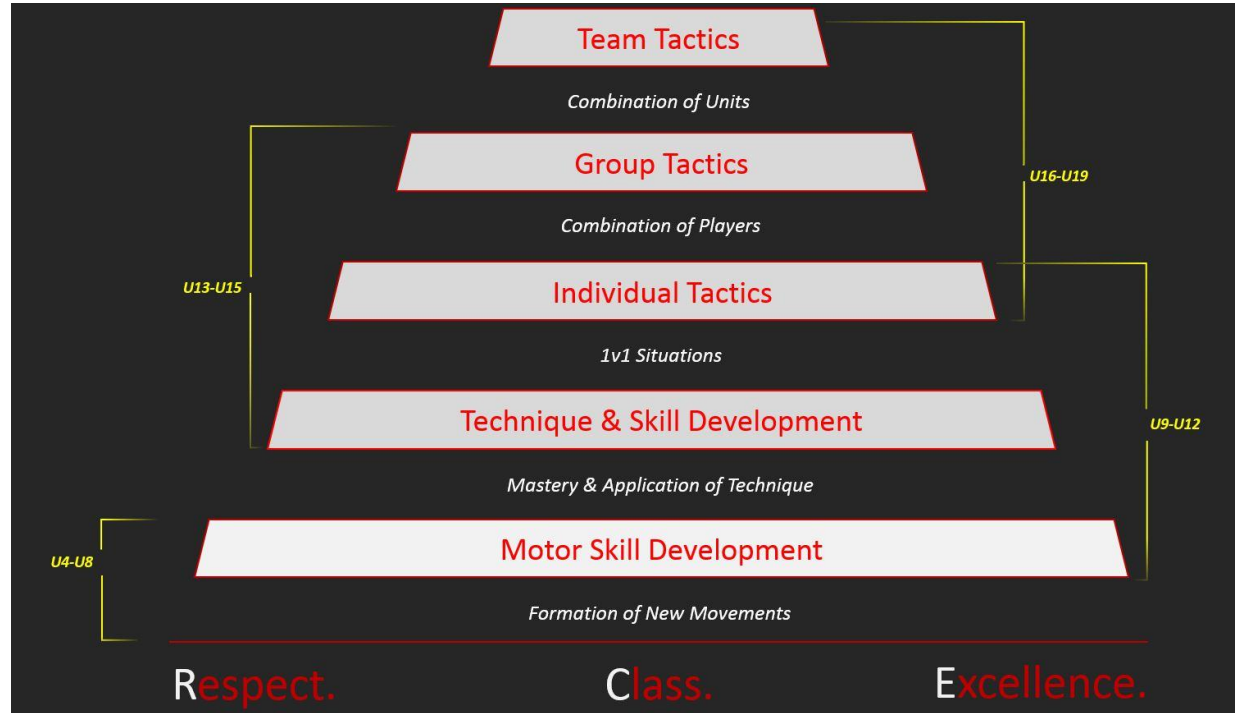 Team Tactics
Combination of Units
Group Tactics
U16-U19
Combination of Players
Individual Tactics
U13-U15
1v1 Situations
Technique & Skill Development
U9-U12
Mastery & Application of Technique
Motor Skill Development
U4-U8
Formation of New Movements
Respect. Class. Excellence.